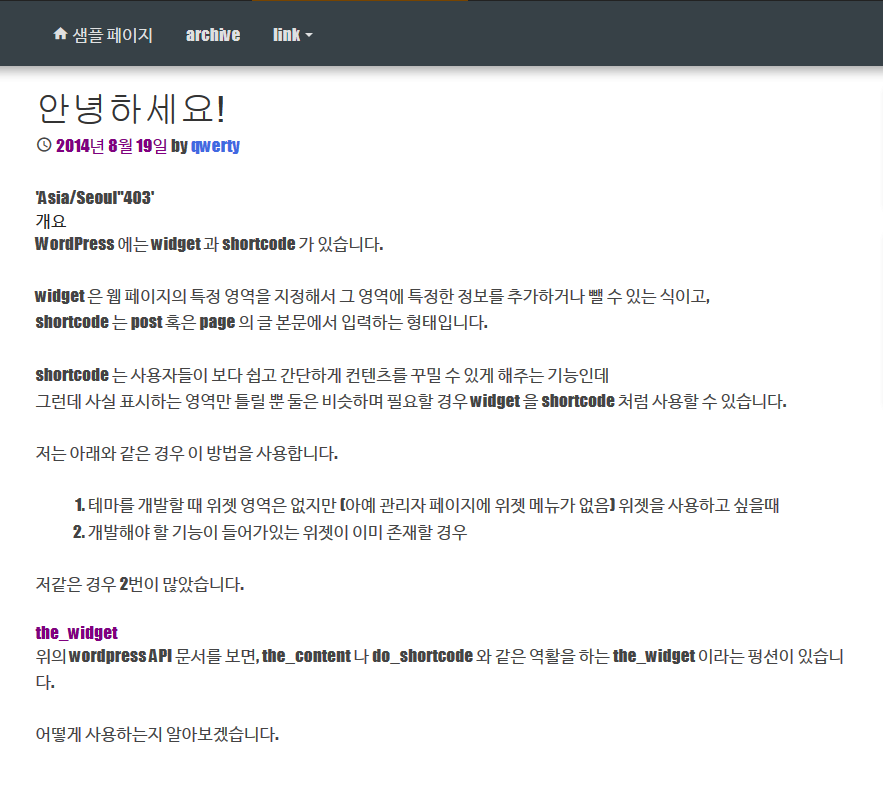 샘플 페이지 archive link
안녕하세요!
2014년 8월 19일 by qwerty
'Asia/Seoul''403'
개요
WordPress 에는 widget 과 shortcode 가 있습니다.
widget 은 웹 페이지의 특정 영역을 지정해서 그 영역에 특정한 정보를 추가하거나 뺄 수 있는 식이고,
shortcode 는 post 혹은 page 의 글 본문에서 입력하는 형태입니다.
shortcode 는 사용자들이 보다 쉽고 간단하게 컨텐츠를 꾸밀 수 있게 해주는 기능인데
그런데 사실 표시하는 영역만 틀릴 뿐 둘은 비슷하며 필요할 경우 widget 을 shortcode 처럼 사용할 수 있습니다.
저는 아래와 같은 경우 이 방법을 사용합니다.
1. 테마를 개발할 때 위젯 영역은 없지만 (아예 관리자 페이지에 위젯 메뉴가 없음) 위젯을 사용하고 싶을때
2. 개발해야 할 기능이 들어가있는 위젯이 이미 존재할 경우
저같은 경우 2번이 많았습니다.
the_widget
위의 wordpress API 문서를 보면, the_content 나 do_shortcode 와 같은 역활을 하는 the_widget 이라는 펑션이 있습니
다.
어떻게 사용하는지 알아보겠습니다.